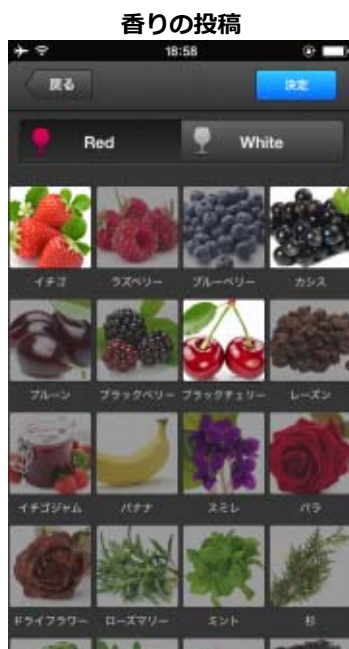 香りの投稿
18:58
戻る
決定
Red
White
イチゴ
ラズベリー
ブルーベリー
カシス
プルーン
ブラックベリー
ブラックチェリー
レーズン
イチゴジャム
バナナ
スミレ
バラ
ドライフラワー
ローズマリー
ミント
杉